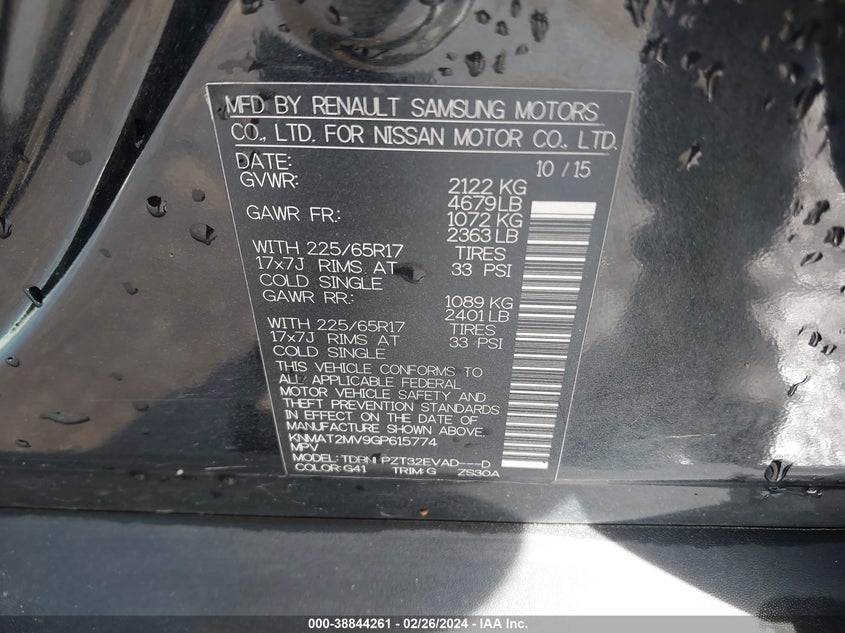 MFD. BY RENAULT SAMSUNG MOTORS
CO., LTD. FOR NISSAN MOTOR CO., LTD.
DATE: 10 / 15
GVWR: 2122 KG
4679LB
GAWR FR.: 1072 KG
2363 LB
WITH 225/65R17 TIRES
17x7J RIMS AT 33 PSI
COLD SINGLE
GAWR RR.: 1089 KG
2401 LB
WITH 225/65R17 TIRES
17x7J RIMS AT 33 PSI
COLD SINGLE
THIS VEHICLE CONFORMS TO
ALL APPLICABLE FEDERAL
MOTOR VEHICLE SAFETY AND
THEFT PREVENTION STANDARDS
IN EFFECT ON THE DATE OF
MANUFACTURE SHOWN ABOVE.
KNMAT2MV9GP615774
MPV
MODEL: TDBN PZT32EVAD---D
COLOR: G41 TRIM: G ZS30A
000-38844261 - 02/26/2024 - IAA Inc.